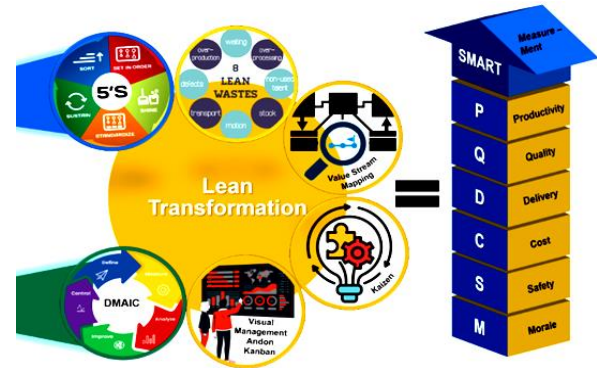 SORT
SET IN ORDER
5'S
SUSTAIN
SHINE
STANDARDIZE
waiting
over-
production
over-
processing
8
LEAN
WASTES
defects
non-used
talent
transport
stock
motion
Value Stream
Mapping
Lean
Transformation
Kaizen
Define
Control
DMAIC
Analysis
Improve
Visual
Management
Andon
Kanban
=
SMART
Measure -
Ment
P
Productivity
Q
Quality
D
Delivery
C
Cost
S
Safety
M
Morale